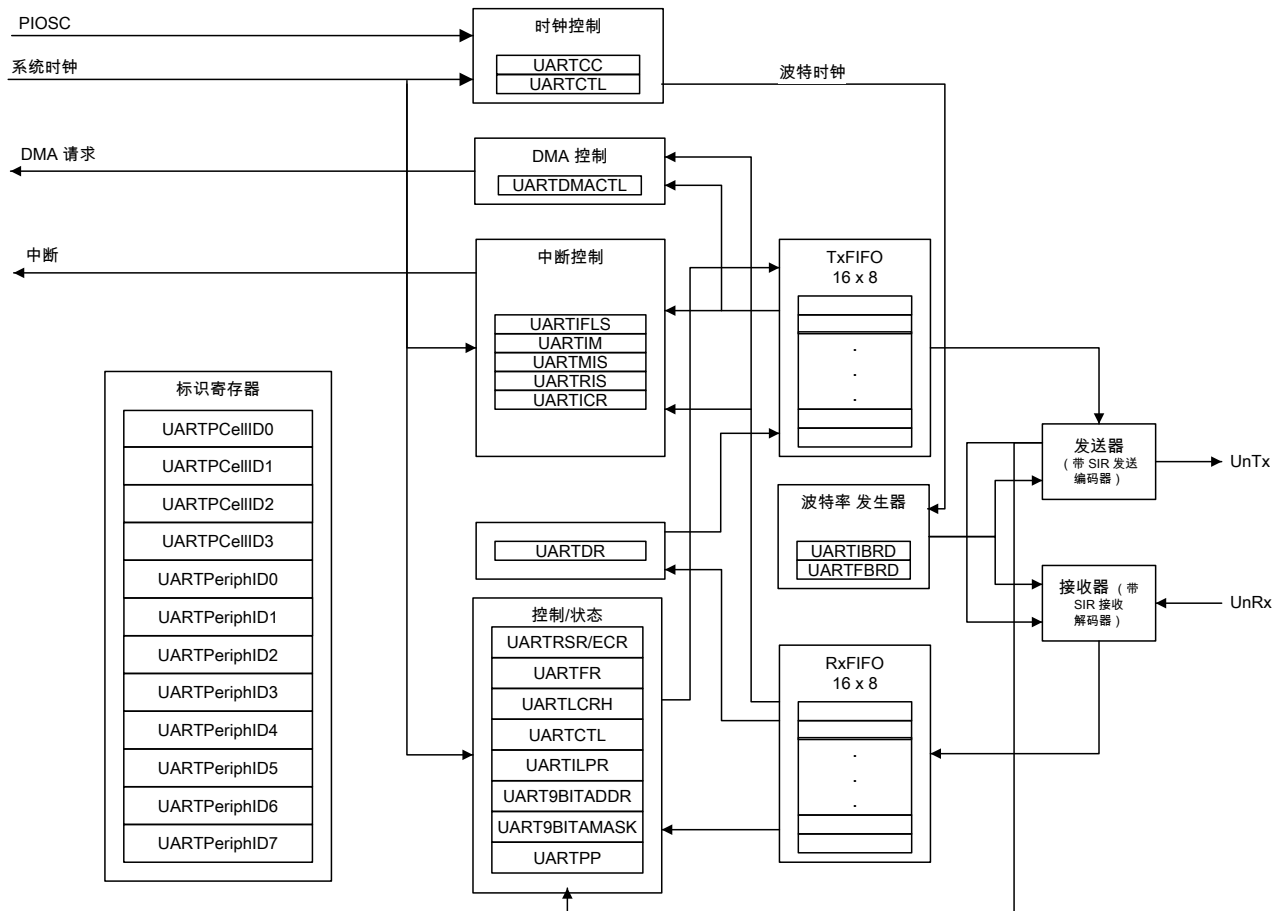 PIOSC
系统时钟
时钟控制
UARTCC
UARTCTL
波特时钟
DMA 请求
DMA 控制
UARTDMACTL
中断
中断控制
UARTIFLS
UARTIM
UARTMIS
UARTRIS
UARTICR
TxFIFO
16 x 8
.
.
.
标识寄存器
UARTPCellID0
UARTPCellID1
UARTPCellID2
UARTPCellID3
UARTPeriphID0
UARTPeriphID1
UARTPeriphID2
UARTPeriphID3
UARTPeriphID4
UARTPeriphID5
UARTPeriphID6
UARTPeriphID7
发送器
（带 SIR 发送
编码器）
UnTx
波特率 发生器
UARTIBRD
UARTFBRD
UARTDR
接收器（带
SIR 接收
解码器）
UnRx
控制/状态
UARTRSR/ECR
UARTFR
UARTLCRH
UARTCTL
UARTILPR
UART9BITADDR
UART9BITAMASK
UARTPP
RxFIFO
16 x 8
.
.
.